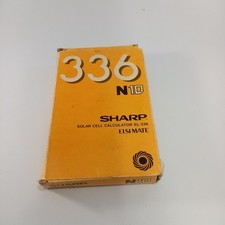 336
N10
SHARP
SOLAR CELL CALCULATOR EL-336
ELSI MATE